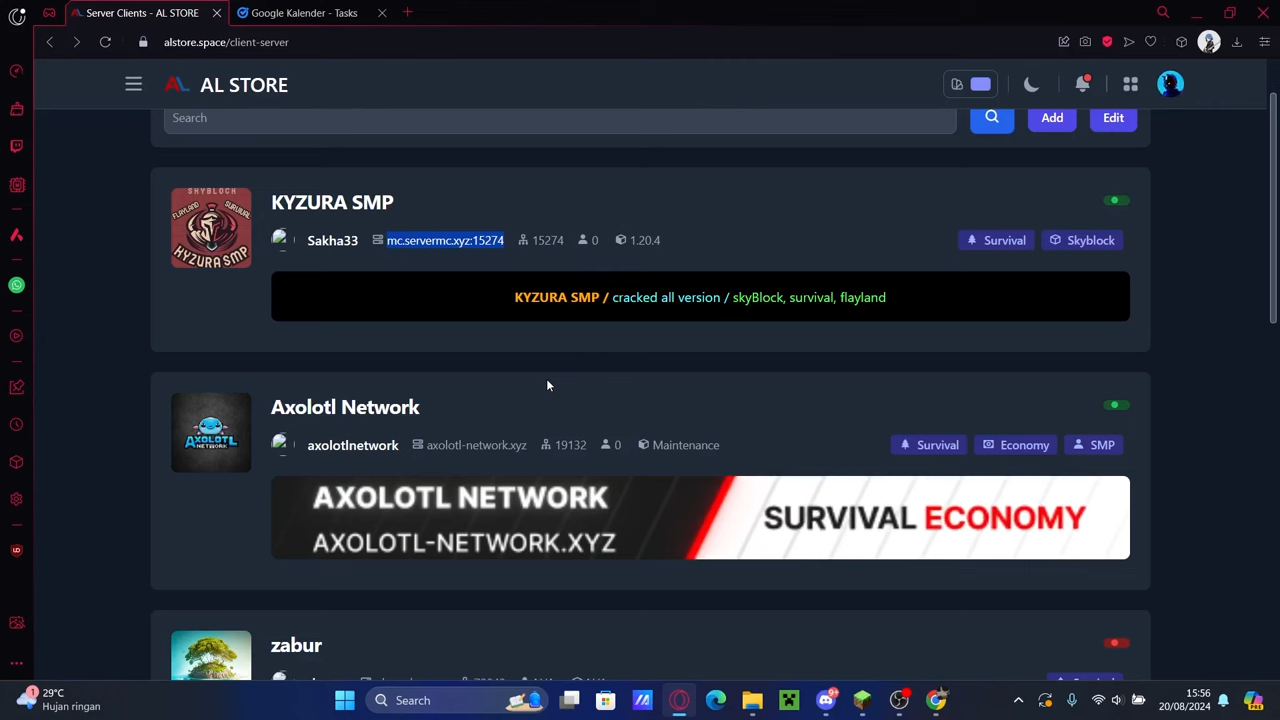 Server Clients - AL STORE
Google Kalender - Tasks
alstore.space/client-server
AL STORE
Search
Add
Edit
SKYBLOCH
FLAYLAND
SURVIVAL
KYZURA SMP
KYZURA SMP
Sakha33 mc.servermc.xyz:15274 15274 0 1.20.4
Survival
Skyblock
KYZURA SMP / cracked all version / skyBlock, survival, flayland
AXOLOTL
NETWORK
Axolotl Network
axolotlnetwork axolotl-network.xyz 19132 0 Maintenance
Survival
Economy
SMP
AXOLOTL NETWORK
AXOLOTL-NETWORK.XYZ
SURVIVAL ECONOMY
zabur
1
29°C
Hujan ringan
Search
15:56
20/08/2024